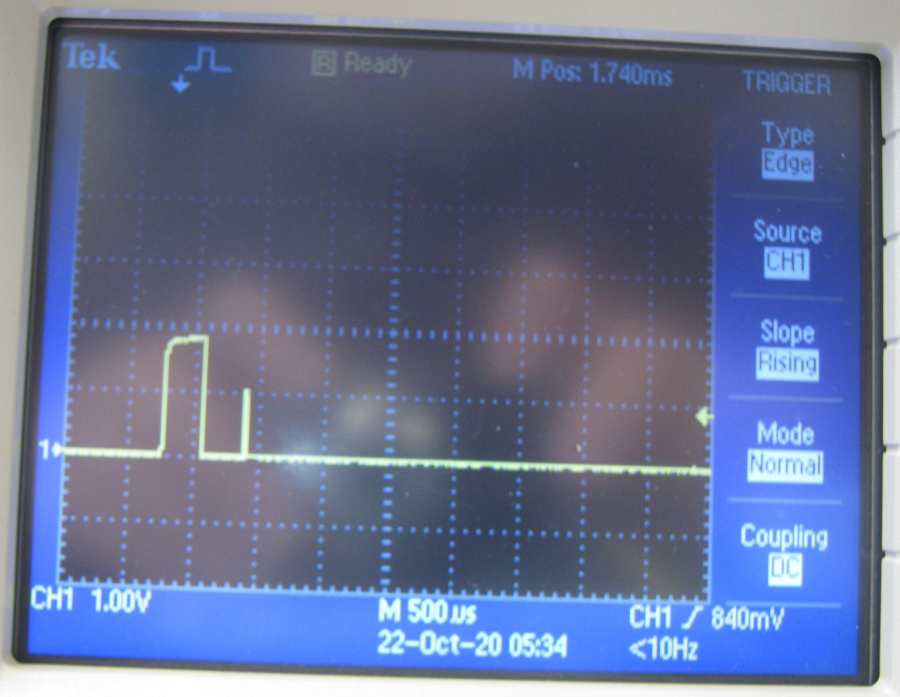 Tek R Ready M Pos: 1.740ms TRIGGER
Type
Edge
Source
CH1
Slope
Rising
Mode
Normal
Coupling
DC
1
CH1 1.00V M 500µs CH1 840mV
22-Oct-20 05:34 <10Hz